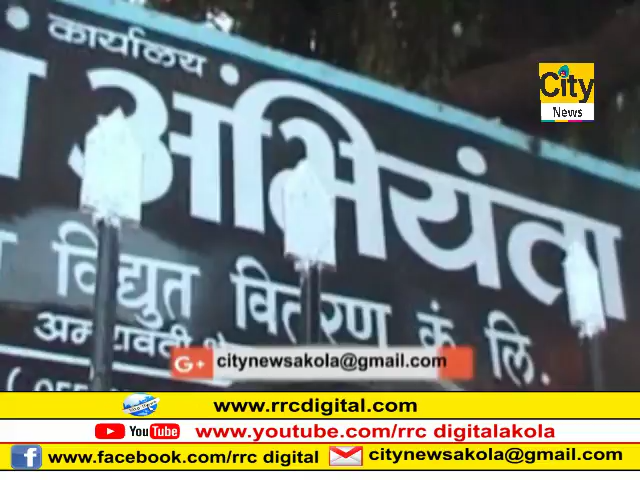 • कार्यालय •
City
News
अभियंता
विद्युत वितरण कं. लि.
citynewsakola@gmail.com
www.rrcdigital.com
YouTube www.youtube.com/rrc digitalakola
www.facebook.com/rrc digital citynewsakola@gmail.com